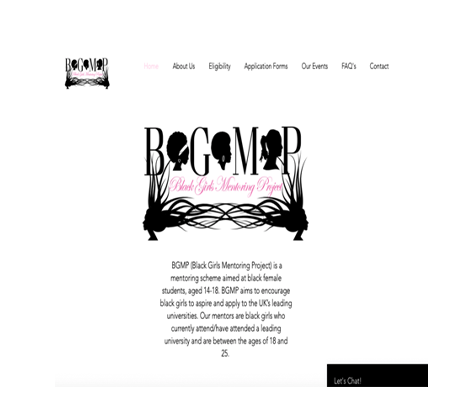 BGMP
Home About Us Eligibility Application Forms Our Events FAQ's Contact
BGMP
Black Girls Mentoring Project
BGMP (Black Girls Mentoring Project) is a
mentoring scheme aimed at black female
students, aged 14-18. BGMP aims to encourage
black girls to aspire and apply to the UK's leading
universities. Our mentors are black girls who
currently attend/have attended a leading
university and are between the ages of 18 and
25.
Let's Chat!